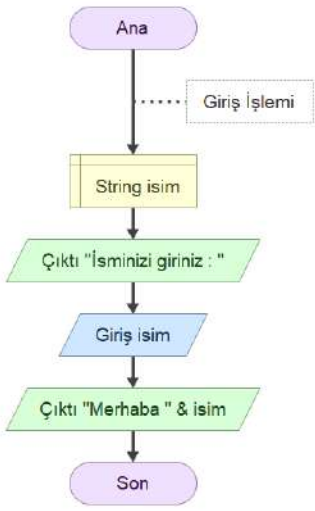 Ana
Giriş İşlemi
String isim
Çıktı "İsminizi giriniz : "
Giriş isim
Çıktı "Merhaba " & isim
Son